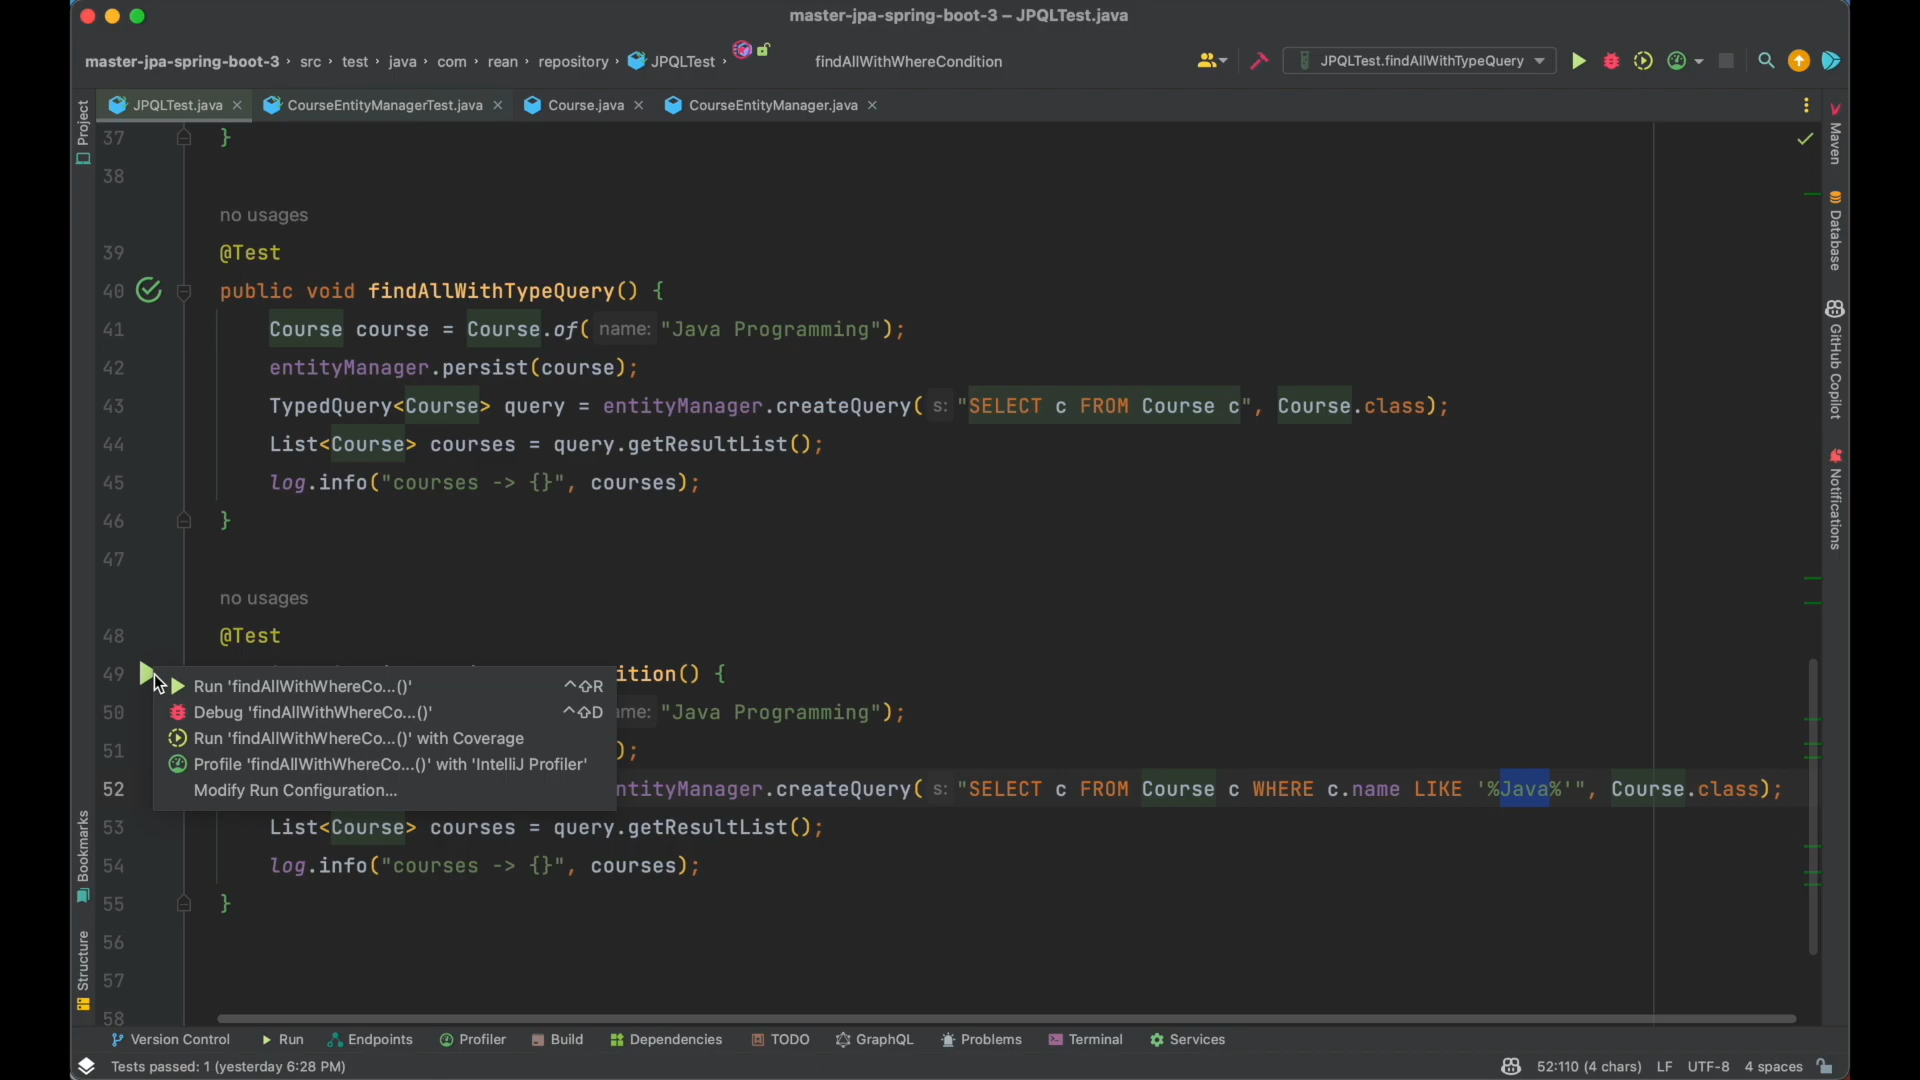 master-jpa-spring-boot-3 – JPQLTest.java
master-jpa-spring-boot-3 › src › test › java › com › rean › repository › JPQLTest › findAllWithWhereCondition
JPQLTest.findAllWithTypeQuery
JPQLTest.java × CourseEntityManagerTest.java × Course.java × CourseEntityManager.java ×
Project
Bookmarks
Structure
Maven
Database
GitHub Copilot
Notifications
37 }
38
no usages
39 @Test
40 public void findAllWithTypeQuery() {
41 Course course = Course.of( name: "Java Programming");
42 entityManager.persist(course);
43 TypedQuery<Course> query = entityManager.createQuery( s: "SELECT c FROM Course c", Course.class);
44 List<Course> courses = query.getResultList();
45 log.info("courses -> {}", courses);
46 }
47
no usages
48 @Test
49 ition() {
50 me: "Java Programming");
51 );
52 ntityManager.createQuery( s: "SELECT c FROM Course c WHERE c.name LIKE '%Java%'", Course.class);
53 List<Course> courses = query.getResultList();
54 log.info("courses -> {}", courses);
55 }
56
57
58
Run 'findAllWithWhereCo...()' ^⇧R
Debug 'findAllWithWhereCo...()' ^⇧D
Run 'findAllWithWhereCo...()' with Coverage
Profile 'findAllWithWhereCo...()' with 'IntelliJ Profiler'
Modify Run Configuration...
Version Control Run Endpoints Profiler Build Dependencies TODO GraphQL Problems Terminal Services
Tests passed: 1 (yesterday 6:28 PM) 52:110 (4 chars) LF UTF-8 4 spaces